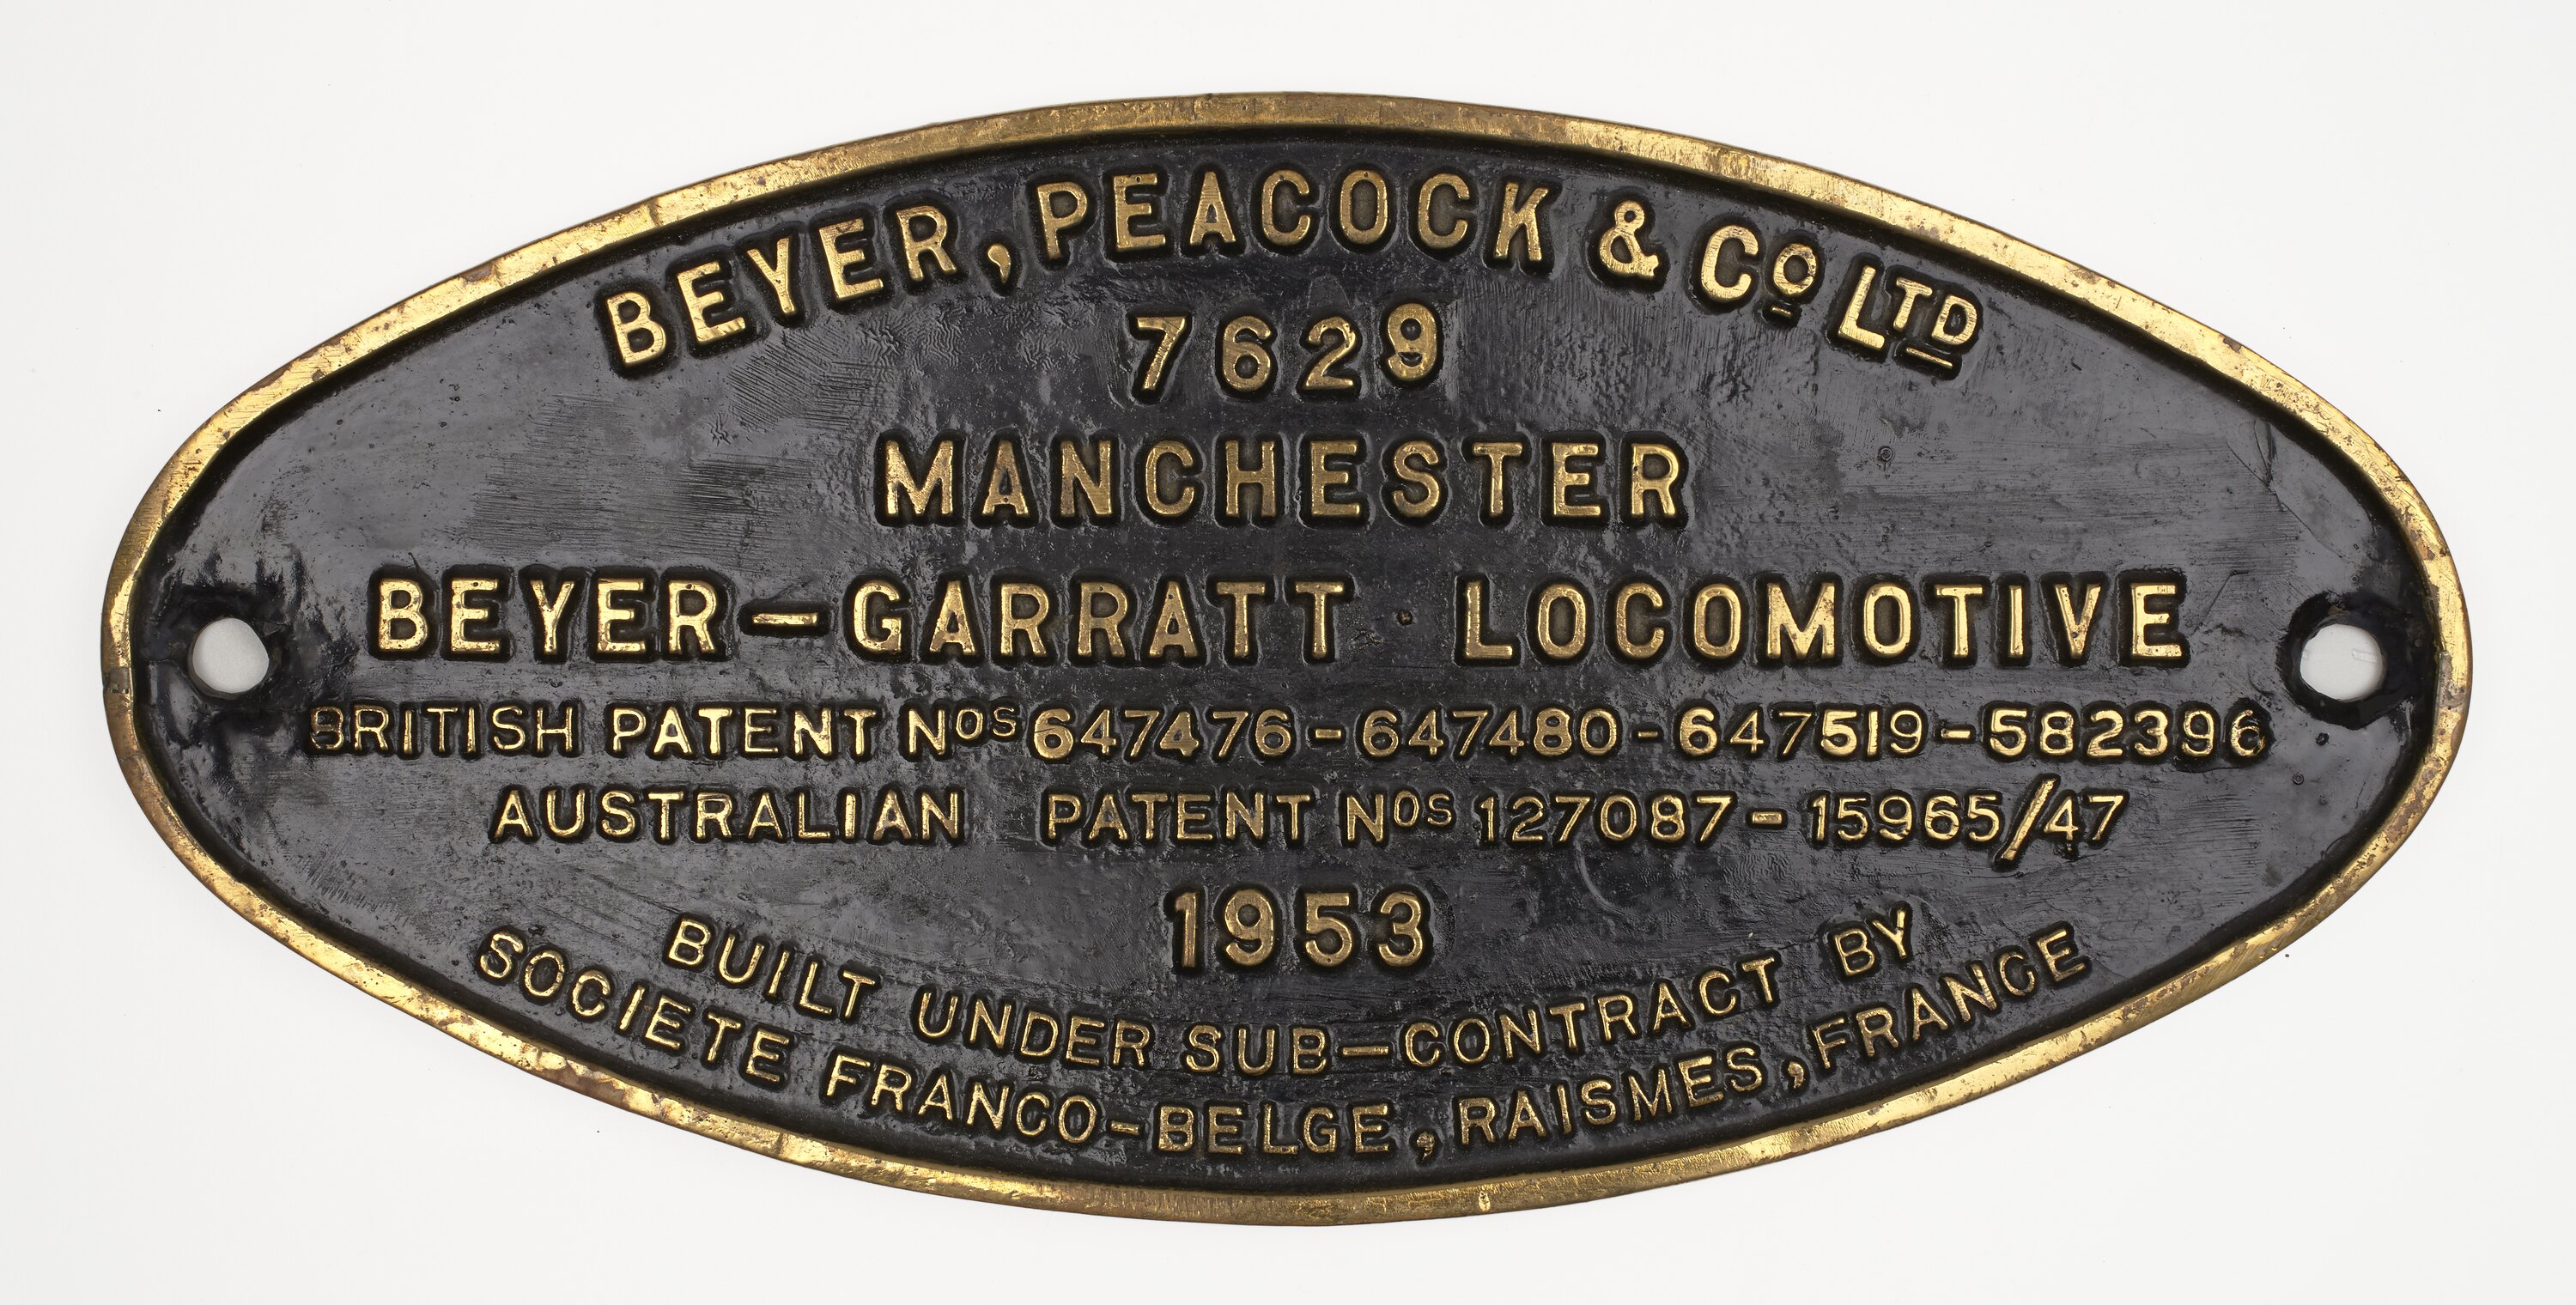 BEYER, PEACOCK & Co LTD
7629
MANCHESTER
BEYER-GARRATT LOCOMOTIVE
BRITISH PATENT NOS 647476-647480-647519-582396
AUSTRALIAN PATENT NOS 127087-15965/47
1953
BUILT UNDER SUB-CONTRACT BY
SOCIETE FRANCO-BELGE, RAISMES, FRANCE